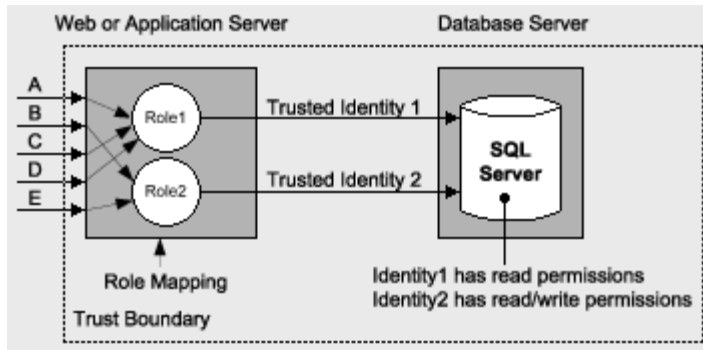 Web or Application Server
Database Server
A
B
C
D
E
Role1
Role2
Trusted Identity 1
Trusted Identity 2
SQL
Server
Role Mapping
Identity1 has read permissions
Identity2 has read/write permissions
Trust Boundary